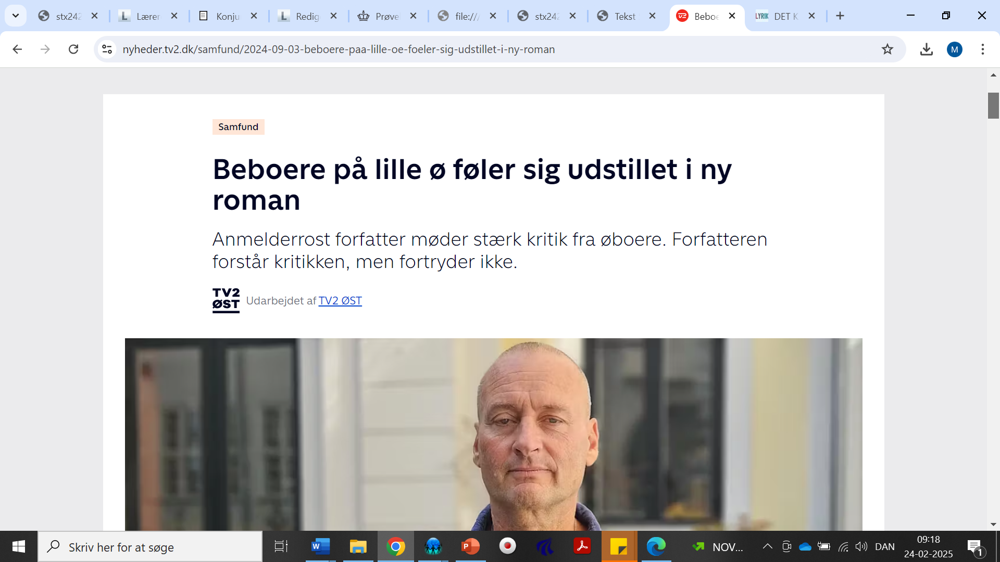 stx242
Lærer
Konju
Redig
Prøve
file:///
stx242
Tekst
Beboe
LYRIK DET K
nyheder.tv2.dk/samfund/2024-09-03-beboere-paa-lille-oe-foeler-sig-udstillet-i-ny-roman
M
Samfund
Beboere på lille ø føler sig udstillet i ny
roman
Anmelderrost forfatter møder stærk kritik fra øboere. Forfatteren
forstår kritikken, men fortryder ikke.
TV2
ØST
Udarbejdet af TV2 ØST
Skriv her for at søge
NOV...
DAN
09:18
24-02-2025
1